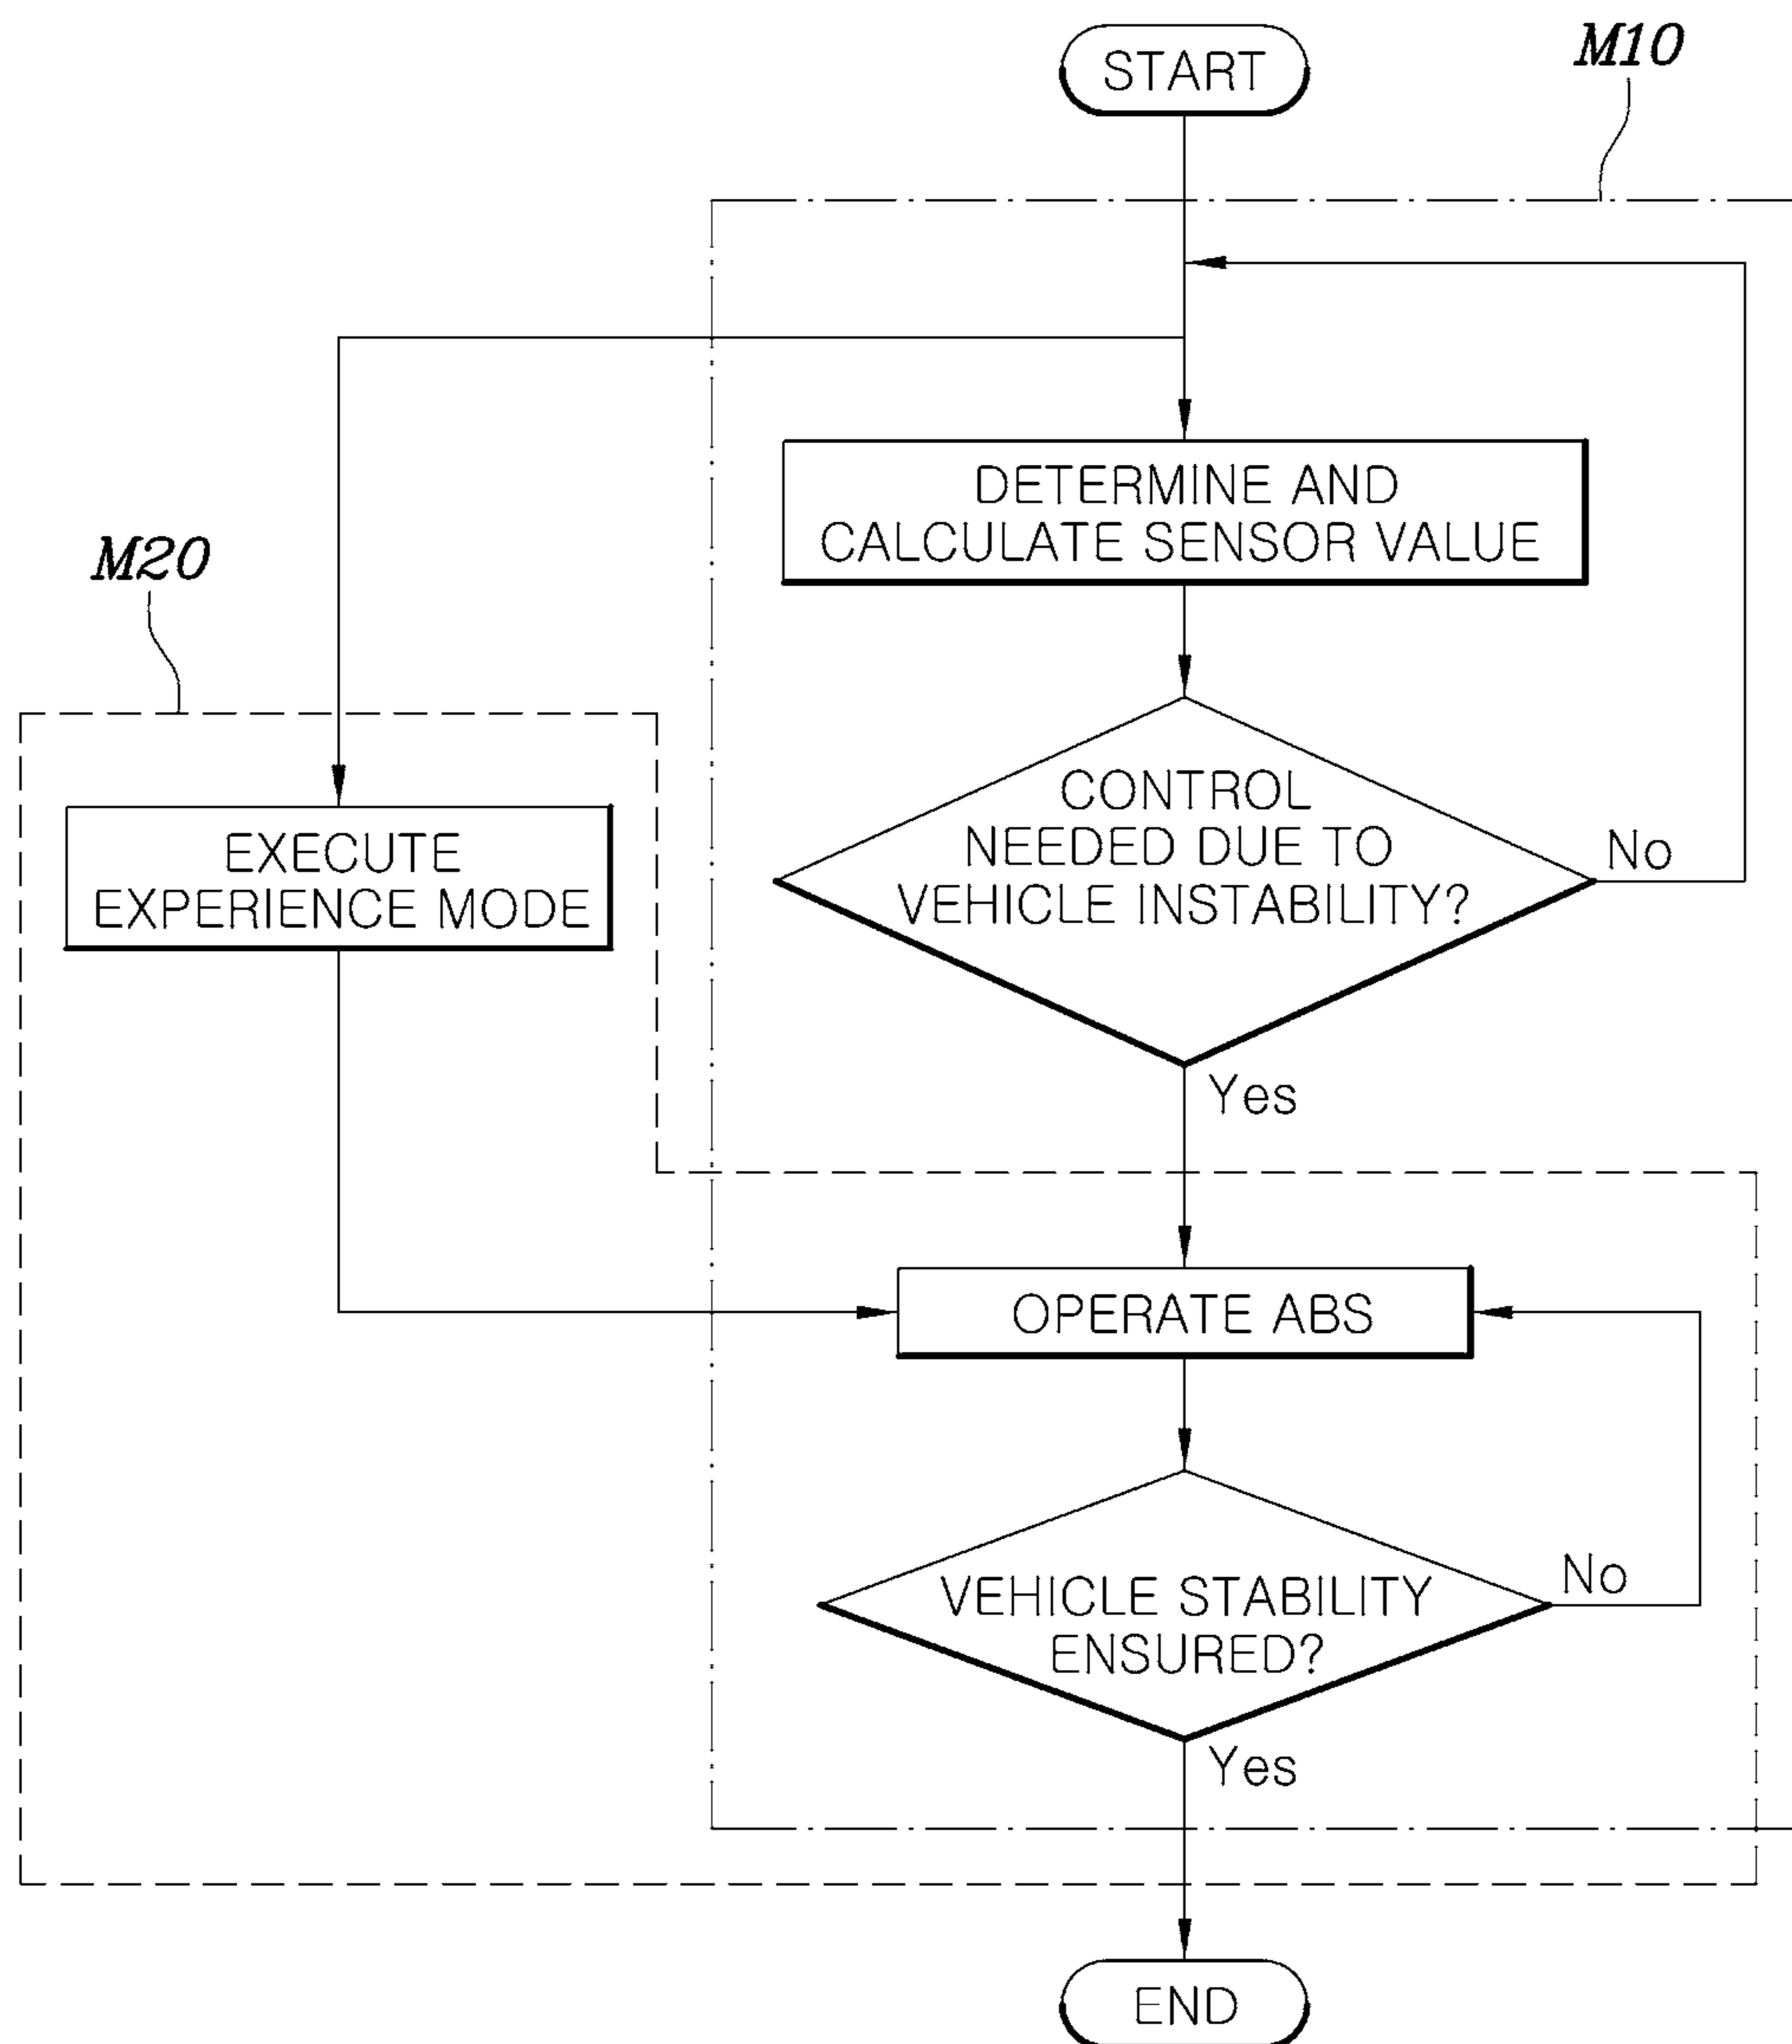 START
M10
DETERMINE AND
CALCULATE SENSOR VALUE
M20
CONTROL
NEEDED DUE TO
VEHICLE INSTABILITY?
No
EXECUTE
EXPERIENCE MODE
Yes
OPERATE ABS
VEHICLE STABILITY
ENSURED?
No
Yes
END